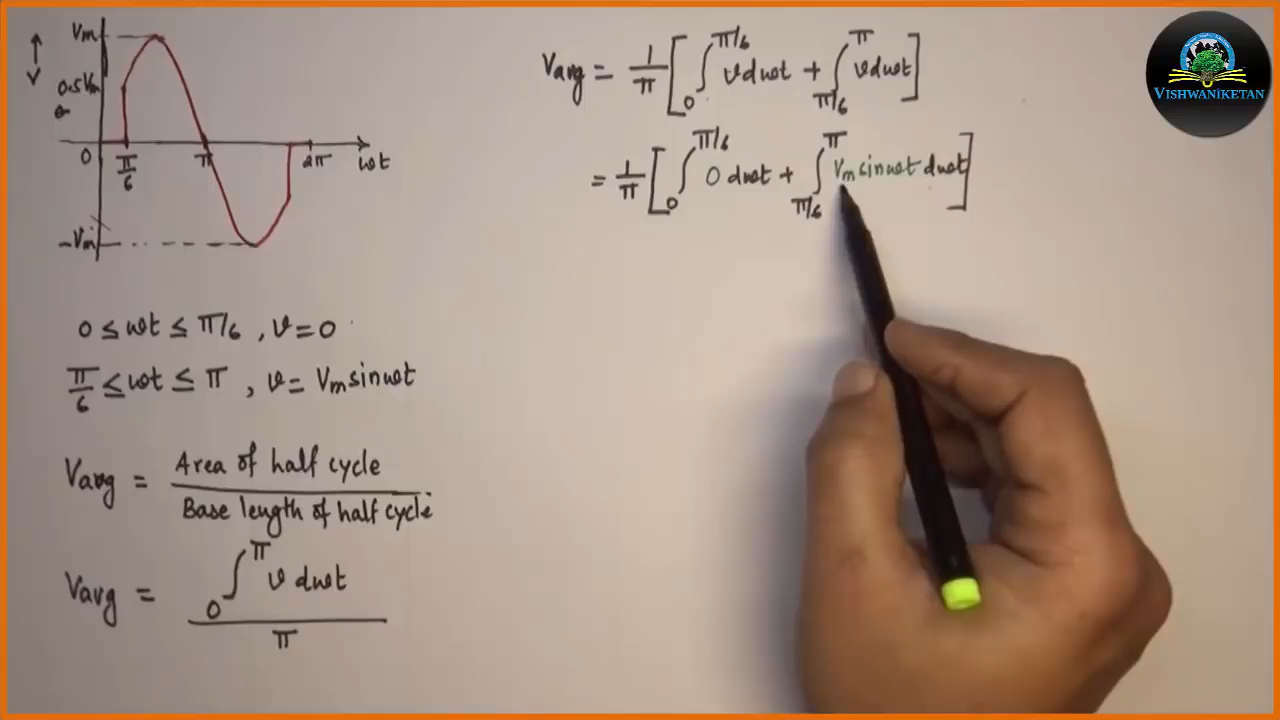 Vm
V
0.5Vm
0
π/6
π
2π
ωt
-Vm
0 ≤ ωt ≤ π/6 , v = 0
π/6 ≤ ωt ≤ π , v = Vm sinωt
Vavg = Area of half cycle / Base length of half cycle
Vavg = ₀∫^π v dωt / π
Vavg = 1/π [ ₀∫^π/6 v dωt + π/6∫^π v dωt ]
= 1/π [ ₀∫^π/6 0 dωt + π/6∫^π Vm sinωt dωt ]
VISHWANIKETAN